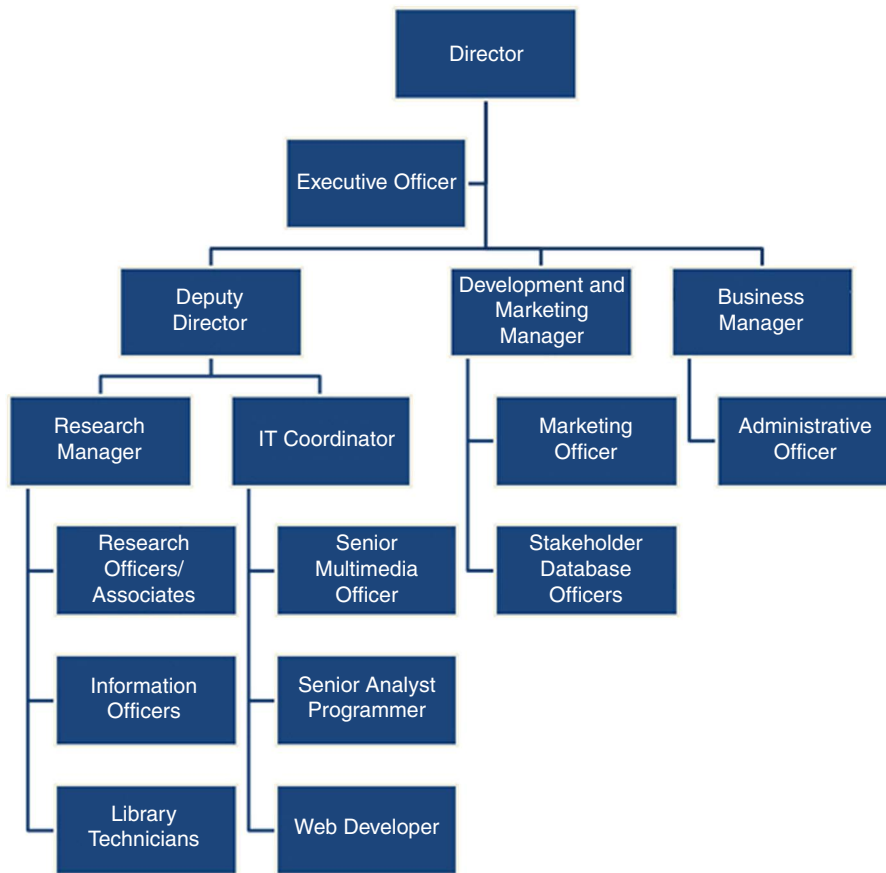 Director
Executive Officer
Deputy
Director
Development and
Marketing
Manager
Business
Manager
Research
Manager
IT Coordinator
Marketing
Officer
Administrative
Officer
Research
Officers/
Associates
Senior
Multimedia
Officer
Stakeholder
Database
Officers
Information
Officers
Senior Analyst
Programmer
Library
Technicians
Web Developer